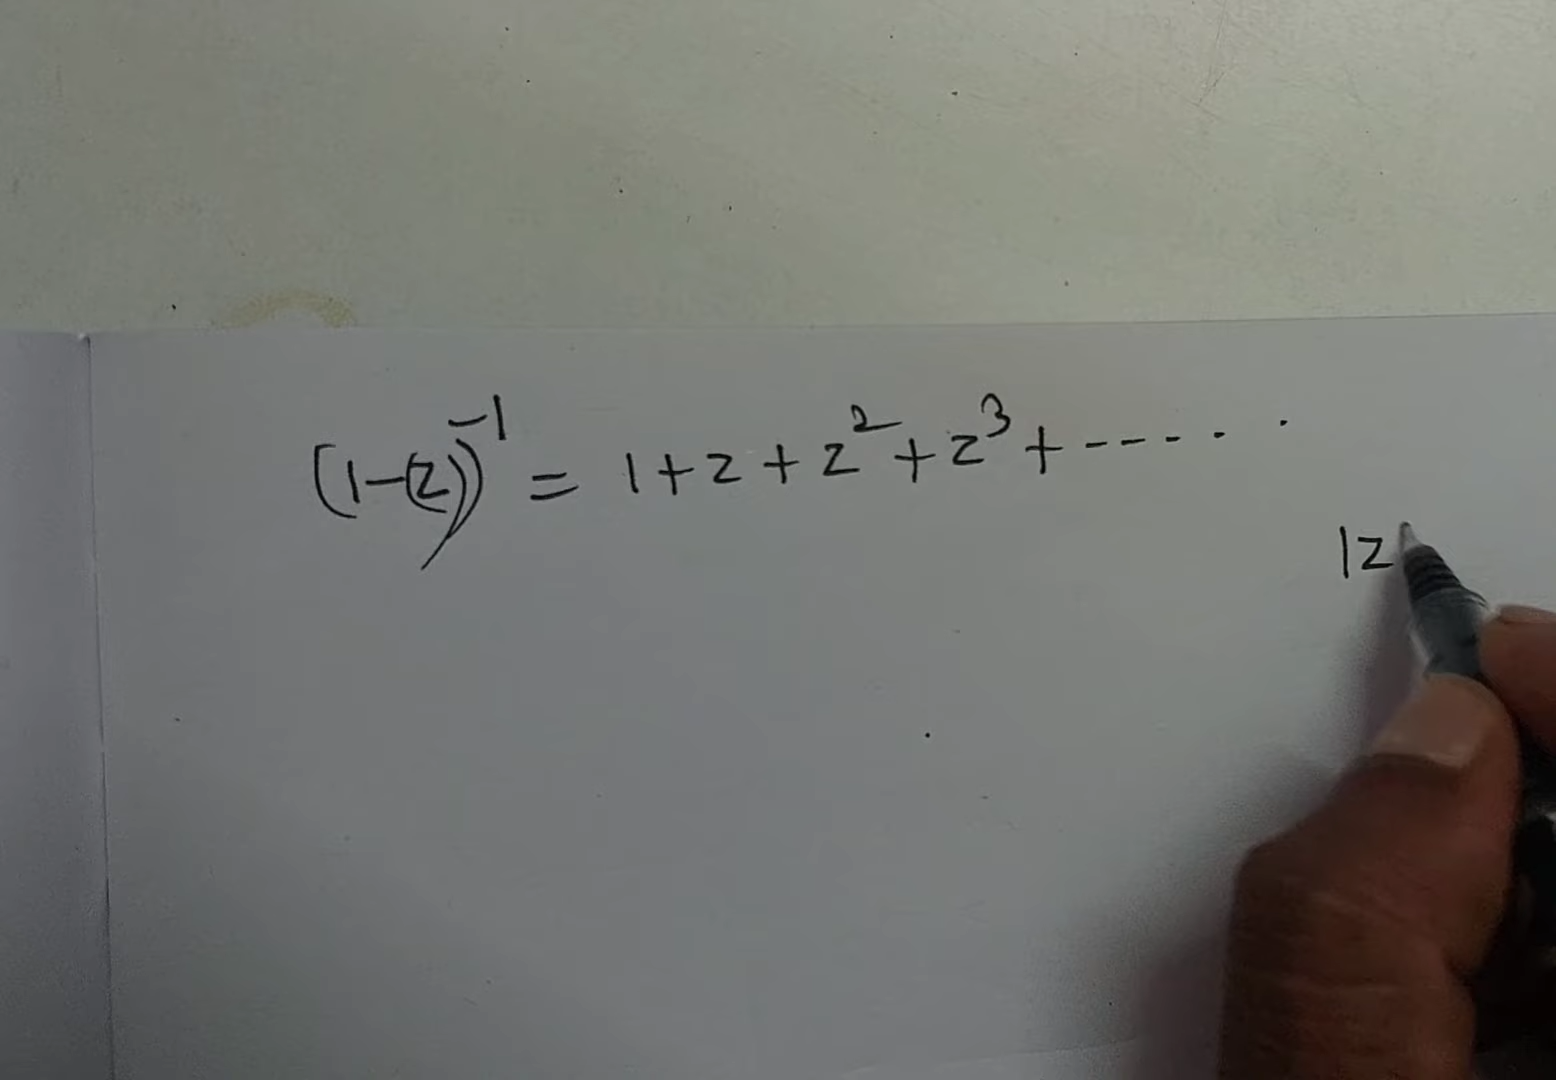 (1-(z))^-1 = 1+z+z^2+z^3+-----.
|z